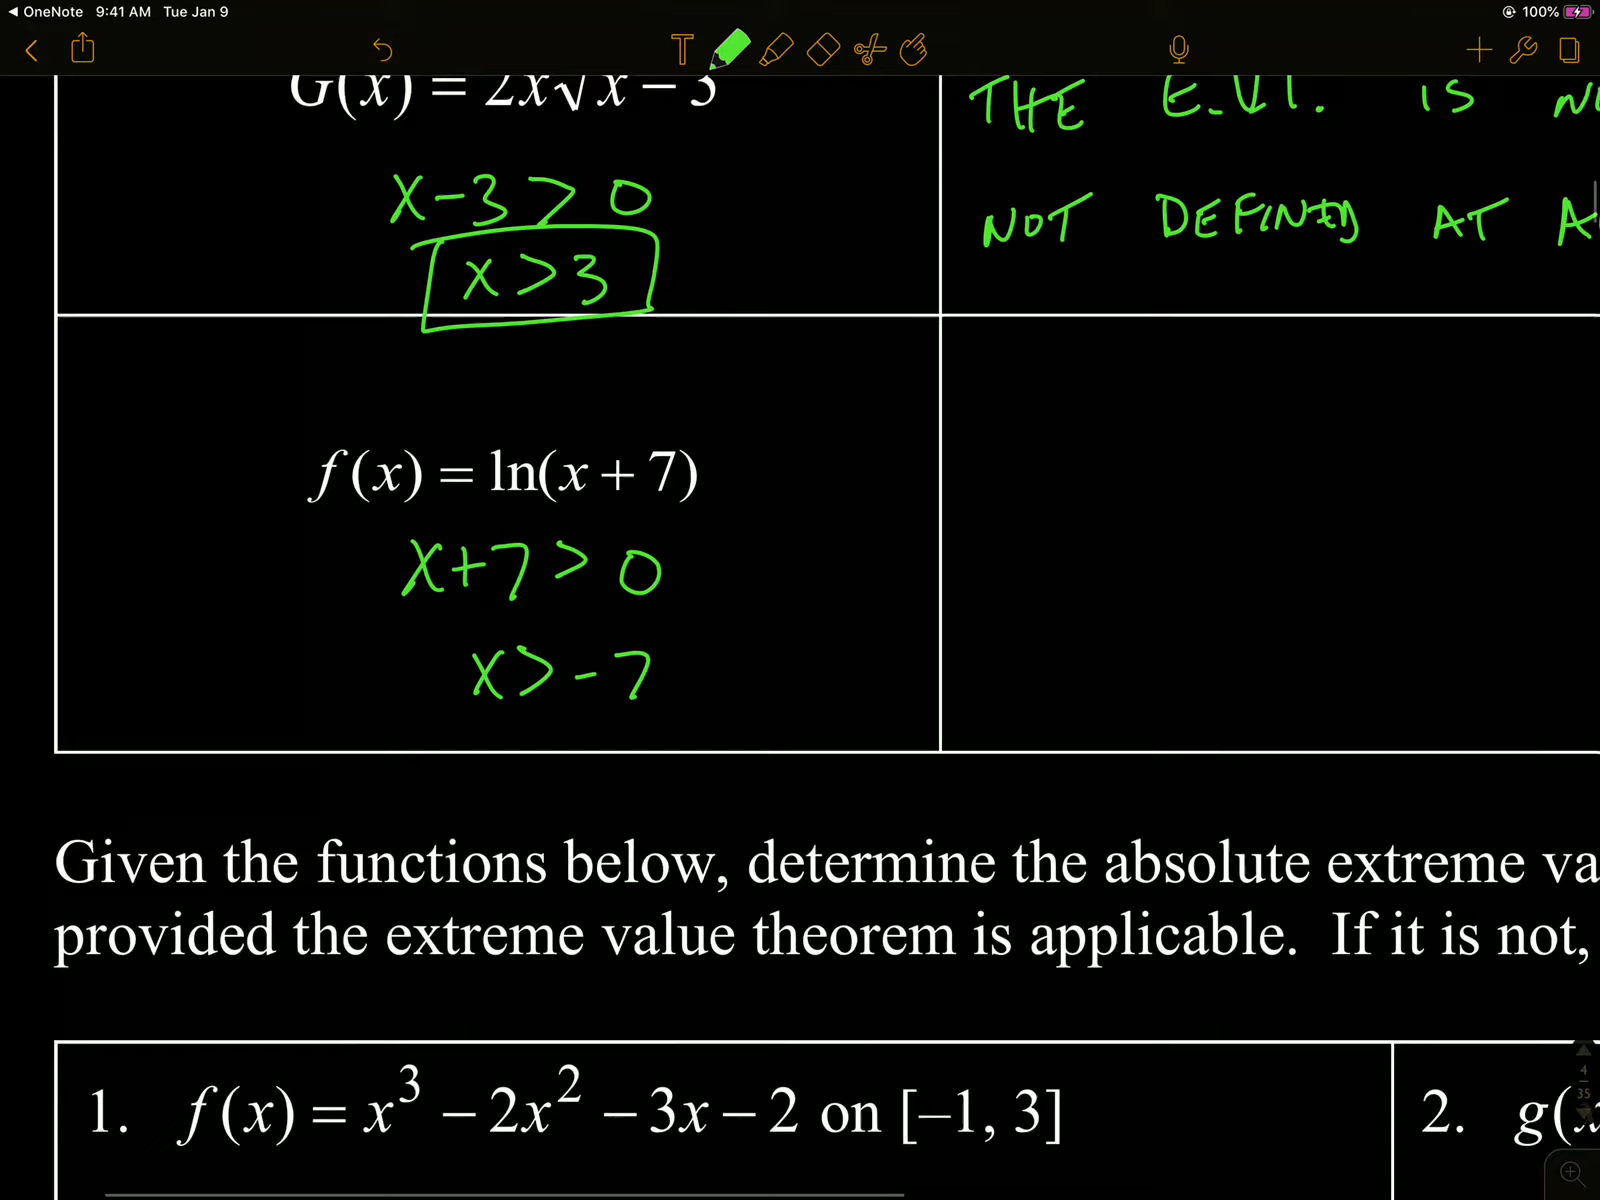 OneNote 9:41 AM Tue Jan 9
100%
T
G(x) = 2x√x − 3
x-3 > 0
x > 3
THE E.V.T. IS
NOT DEFINED AT
f(x) = ln(x + 7)
x+7 > 0
x > -7
Given the functions below, determine the absolute extreme va
provided the extreme value theorem is applicable. If it is not,
1. f(x) = x³ − 2x² − 3x − 2 on [–1, 3]
2. g(x
4
35